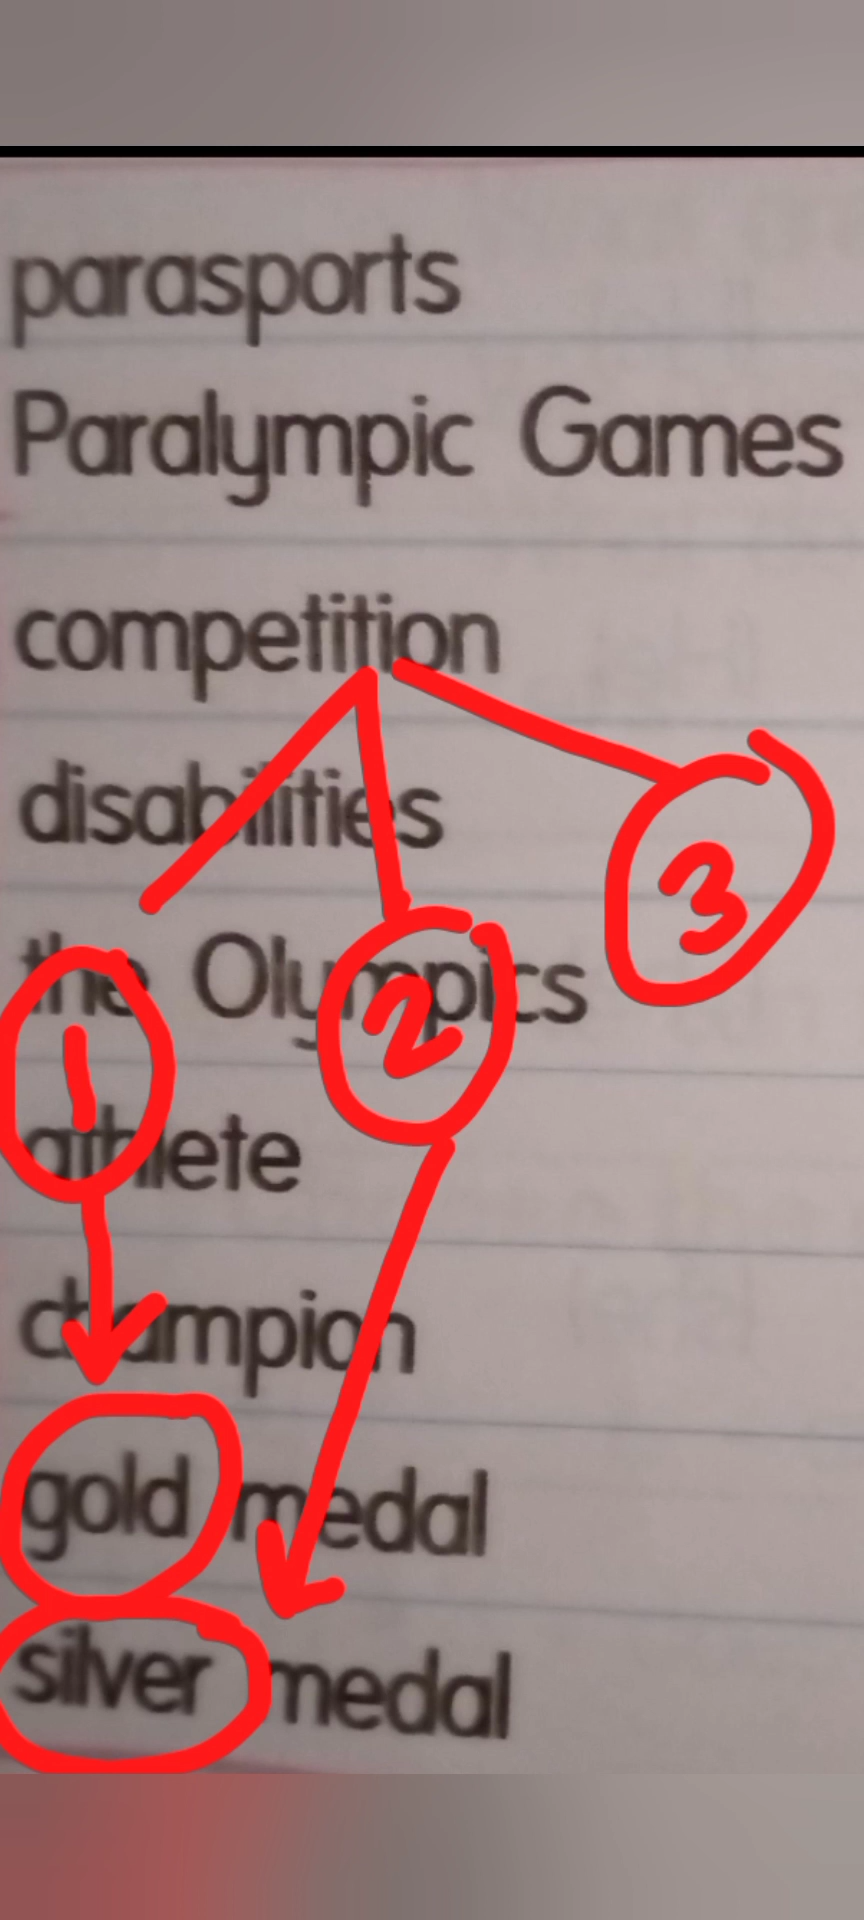 parasports
Paralympic Games
competition
disabilities
3
the Olympics
2
1
athlete
champion
gold medal
silver medal